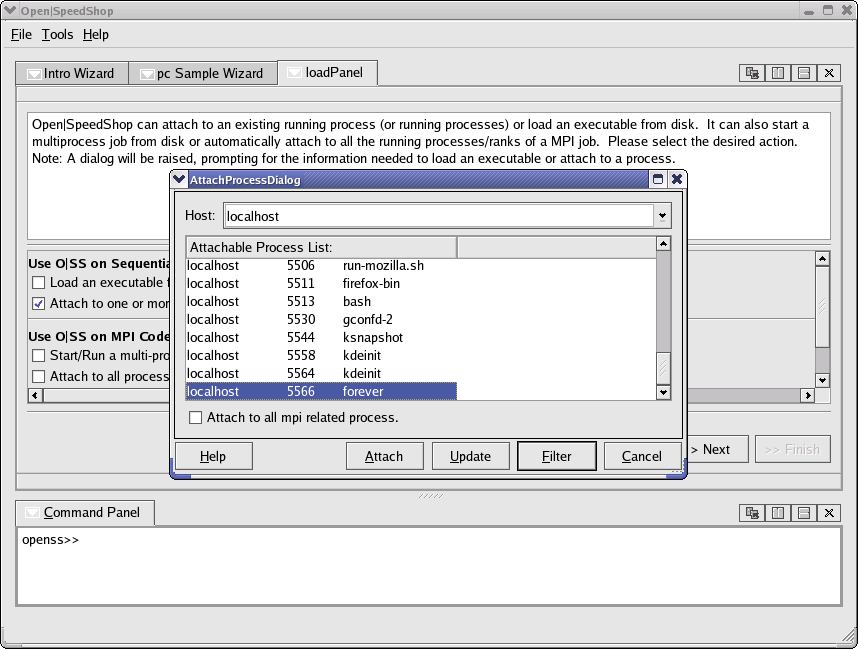 Open|SpeedShop
File Tools Help
Intro Wizard pc Sample Wizard loadPanel
Open|SpeedShop can attach to an existing running process (or running processes) or load an executable from disk. It can also start a
multiprocess job from disk or automatically attach to all the running processes/ranks of a MPI job. Please select the desired action.
Note: A dialog will be raised, prompting for the information needed to load an executable or attach to a process.
AttachProcessDialog
Host: localhost
Attachable Process List:
localhost 5506 run-mozilla.sh
localhost 5511 firefox-bin
localhost 5513 bash
localhost 5530 gconfd-2
localhost 5544 ksnapshot
localhost 5558 kdeinit
localhost 5564 kdeinit
localhost 5566 forever
Attach to all mpi related process.
Help Attach Update Filter Cancel
Use O|SS on Sequentia
Load an executable f
Attach to one or mor
Use O|SS on MPI Code
Start/Run a multi-pro
Attach to all process
> Next >> Finish
Command Panel
openss>>